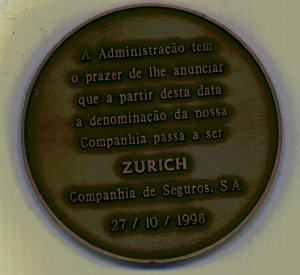 A Administração tem
o prazer de lhe anunciar
que a partir desta data
a denominação da nossa
Companhia passa a ser
ZURICH
Companhia de Seguros, S.A.
27 / 10 / 1998